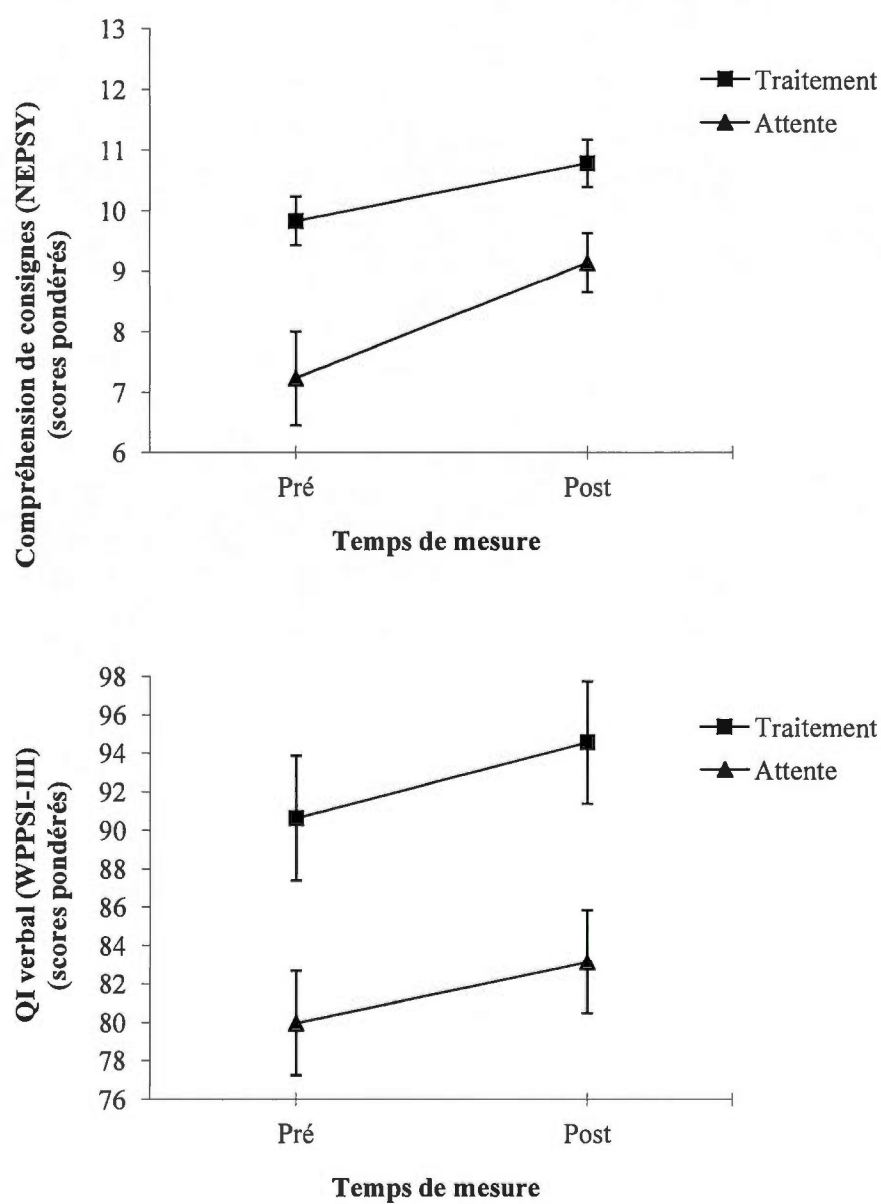 13
12
11
10
9
8
7
6
Compréhension de consignes (NEPSY)
(scores pondérés)
Traitement
Attente
Pré
Post
Temps de mesure
98
96
94
92
90
88
86
84
82
80
78
76
QI verbal (WPPSI-III)
(scores pondérés)
Traitement
Attente
Pré
Post
Temps de mesure